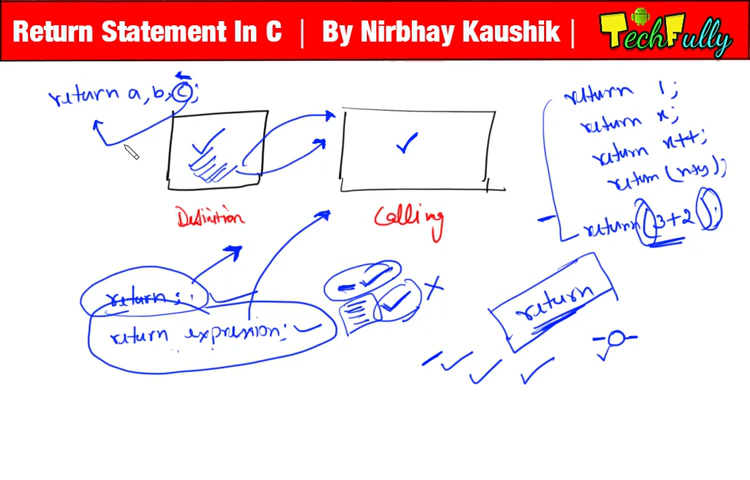 Return Statement In C | By Nirbhay Kaushik |
TechFully
return a, b, c;
return 1;
return x;
return x++;
return (x+y);
return (3+2);
Definition
Calling
return;
return expression;
return